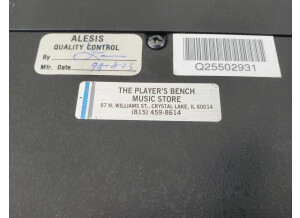 ALESIS
QUALITY CONTROL
By
Mfr. Date
Q25502931
THE PLAYER'S BENCH
MUSIC STORE
87 N. WILLIAMS ST., CRYSTAL LAKE, IL 60014
(815) 459-8614